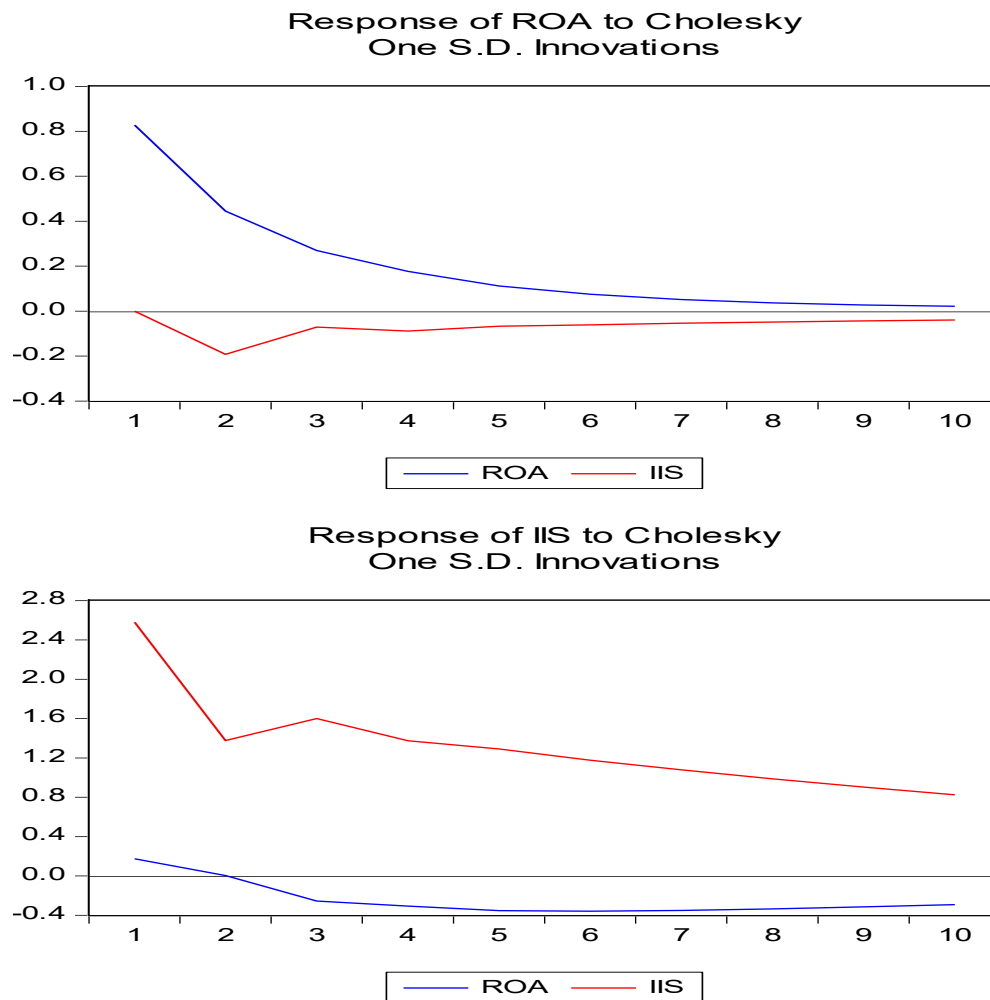 Response of ROA to Cholesky
One S.D. Innovations
1.0
0.8
0.6
0.4
0.2
0.0
-0.2
-0.4
1 2 3 4 5 6 7 8 9 10
ROA IIS
Response of IIS to Cholesky
One S.D. Innovations
2.8
2.4
2.0
1.6
1.2
0.8
0.4
0.0
-0.4
1 2 3 4 5 6 7 8 9 10
ROA IIS